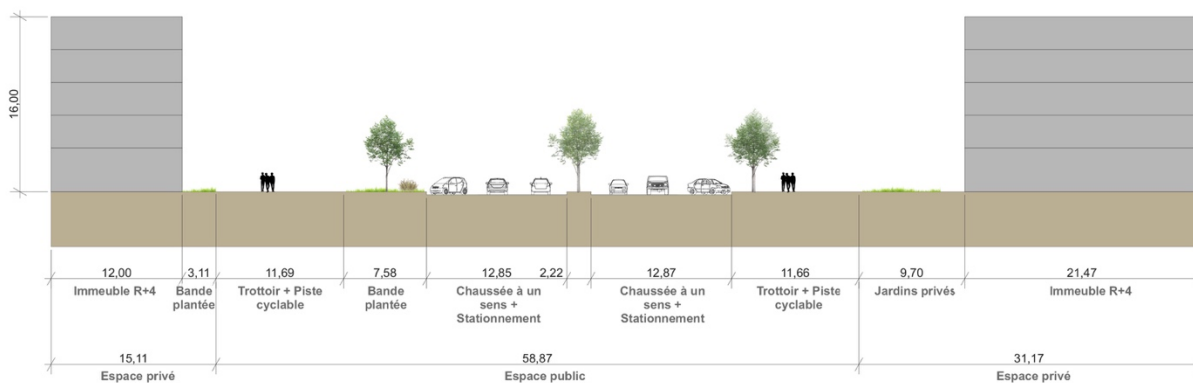 16,00
12,00 3,11 11,69 7,58 12,85 2,22 12,87 11,66 9,70 21,47
Immeuble R+4
Bande
plantée
Trottoir + Piste
cyclable
Bande
plantée
Chaussée à un
sens +
Stationnement
Chaussée à un
sens +
Stationnement
Trottoir + Piste
cyclable
Jardins privés
Immeuble R+4
15,11 58,87 31,17
Espace privé Espace public Espace privé